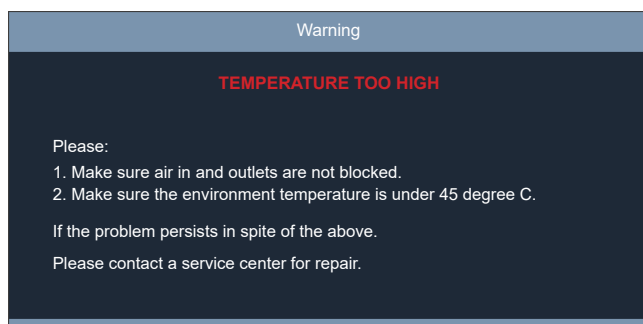 Warning
TEMPERATURE TOO HIGH
Please:
1. Make sure air in and outlets are not blocked.
2. Make sure the environment temperature is under 45 degree C.
If the problem persists in spite of the above.
Please contact a service center for repair.